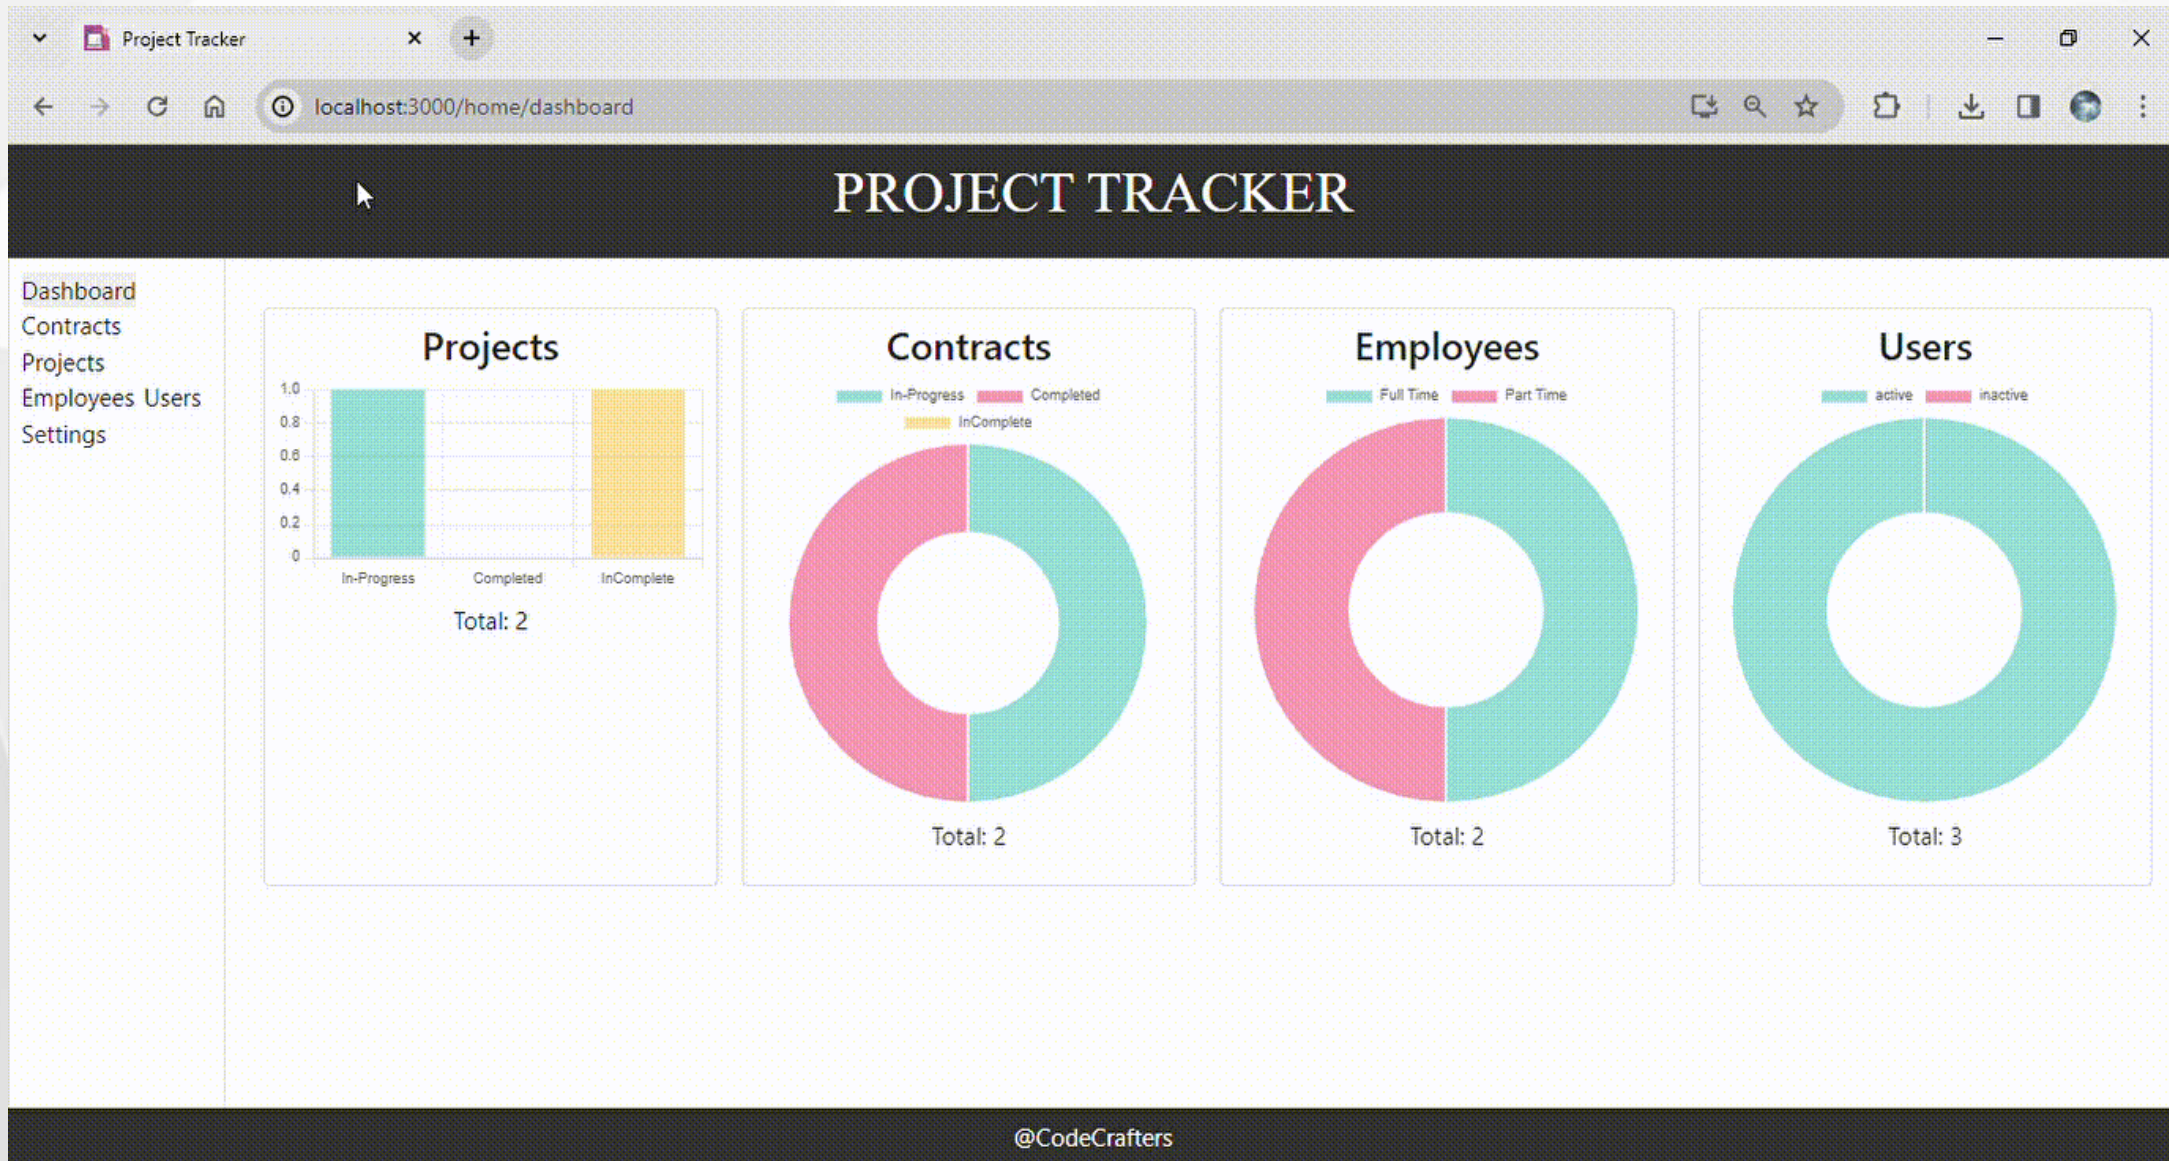 Project Tracker
localhost:3000/home/dashboard
PROJECT TRACKER
Dashboard
Contracts
Projects
Employees Users
Settings
Projects
1.0
0.8
0.6
0.4
0.2
0
In-Progress Completed InComplete
Total: 2
Contracts
In-Progress Completed
InComplete
Total: 2
Employees
Full Time Part Time
Total: 2
Users
active inactive
Total: 3
@CodeCrafters